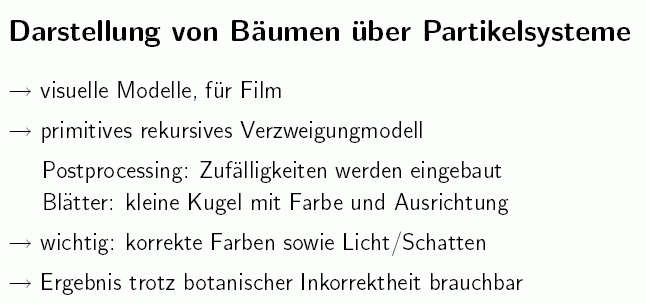 Darstellung von Bäumen über Partikelsysteme
→ visuelle Modelle, für Film
→ primitives rekursives Verzweigungmodell
Postprocessing: Zufälligkeiten werden eingebaut
Blätter: kleine Kugel mit Farbe und Ausrichtung
→ wichtig: korrekte Farben sowie Licht/Schatten
→ Ergebnis trotz botanischer Inkorrektheit brauchbar